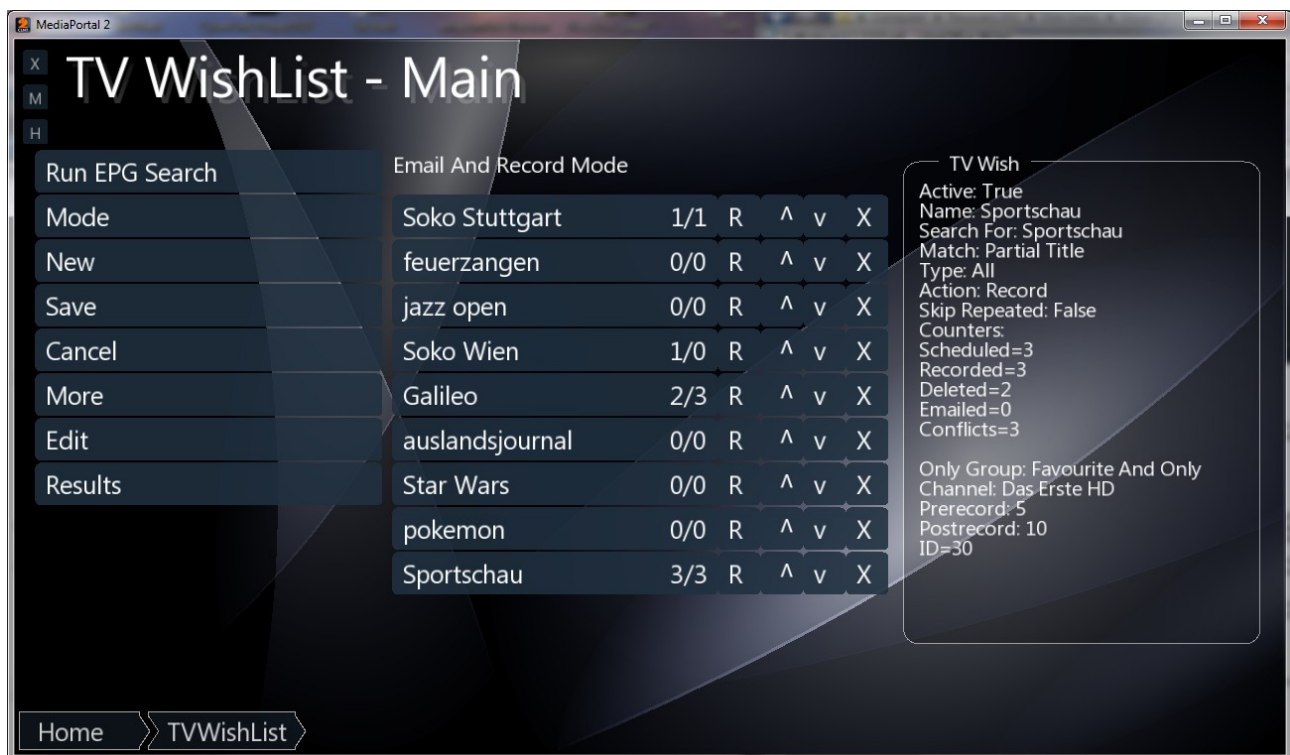 MediaPortal 2
X
TV WishList - Main
M
H
Run EPG Search
Mode
New
Save
Cancel
More
Edit
Results
Email And Record Mode
Soko Stuttgart 1/1 R ^ v X
feuerzangen 0/0 R ^ v X
jazz open 0/0 R ^ v X
Soko Wien 1/0 R ^ v X
Galileo 2/3 R ^ v X
auslandsjournal 0/0 R ^ v X
Star Wars 0/0 R ^ v X
pokemon 0/0 R ^ v X
Sportschau 3/3 R ^ v X
TV Wish
Active: True
Name: Sportschau
Search For: Sportschau
Match: Partial Title
Type: All
Action: Record
Skip Repeated: False
Counters:
Scheduled=3
Recorded=3
Deleted=2
Emailed=0
Conflicts=3
Only Group: Favourite And Only
Channel: Das Erste HD
Prerecord: 5
Postrecord: 10
ID=30
Home
TVWishList